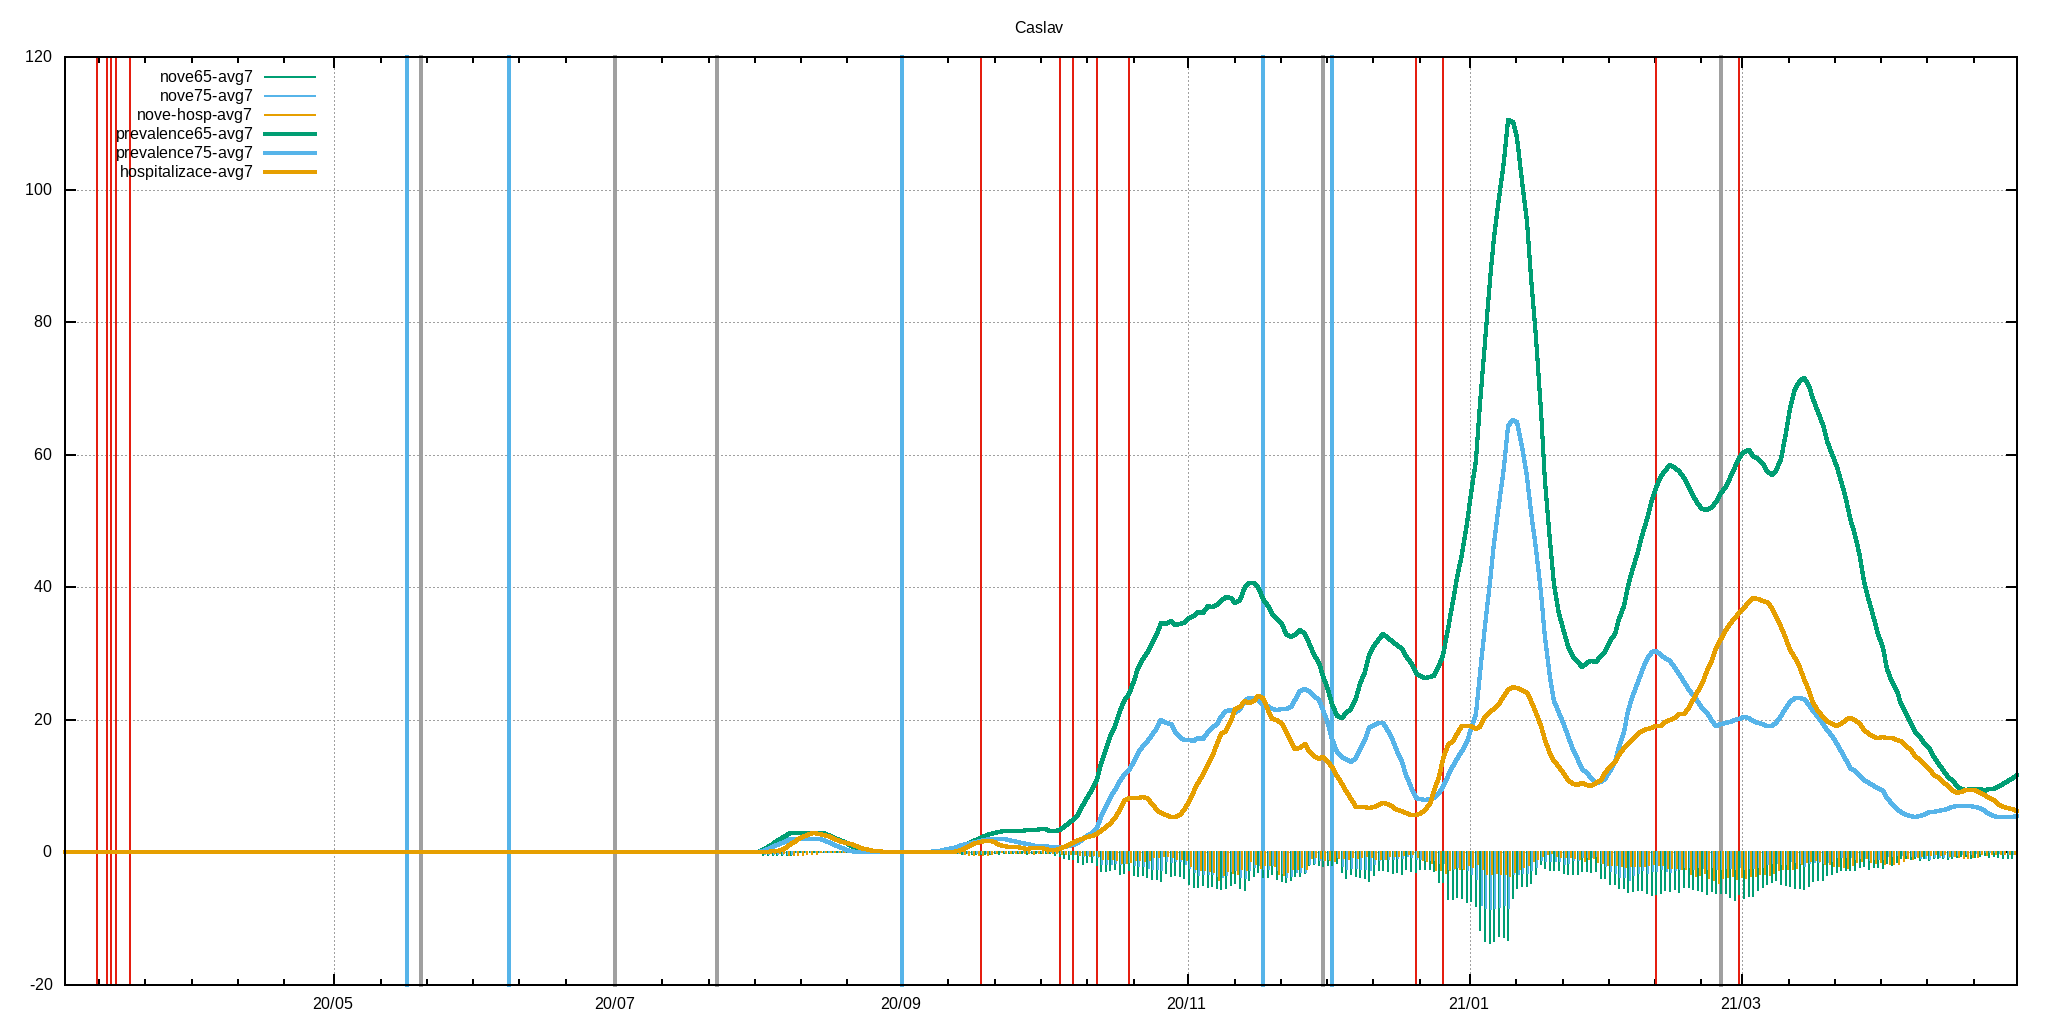 Caslav
120
100
80
60
40
20
0
-20
nove65-avg7
nove75-avg7
nove-hosp-avg7
prevalence65-avg7
prevalence75-avg7
hospitalizace-avg7
20/05
20/07
20/09
20/11
21/01
21/03